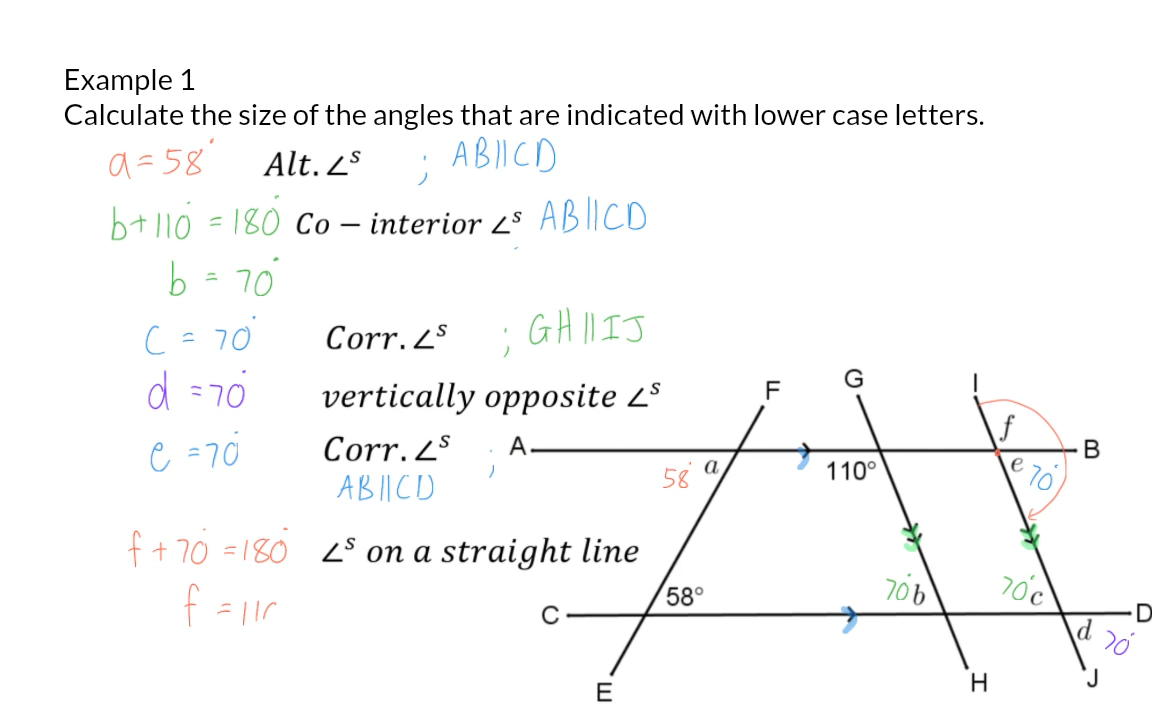 Example 1
Calculate the size of the angles that are indicated with lower case letters.
a = 58° Alt. ∠ˢ ; AB||CD
b + 110° = 180° Co – interior ∠ˢ AB||CD
b = 70°
c = 70° Corr. ∠ˢ ; GH||IJ
d = 70° vertically opposite ∠ˢ
e = 70° Corr. ∠ˢ ;
AB||CD
f + 70° = 180° ∠ˢ on a straight line
f = 11
F G I
f
A B
58° a 110° e 70°
58° 70° b 70° c
C D
d 70°
E H J